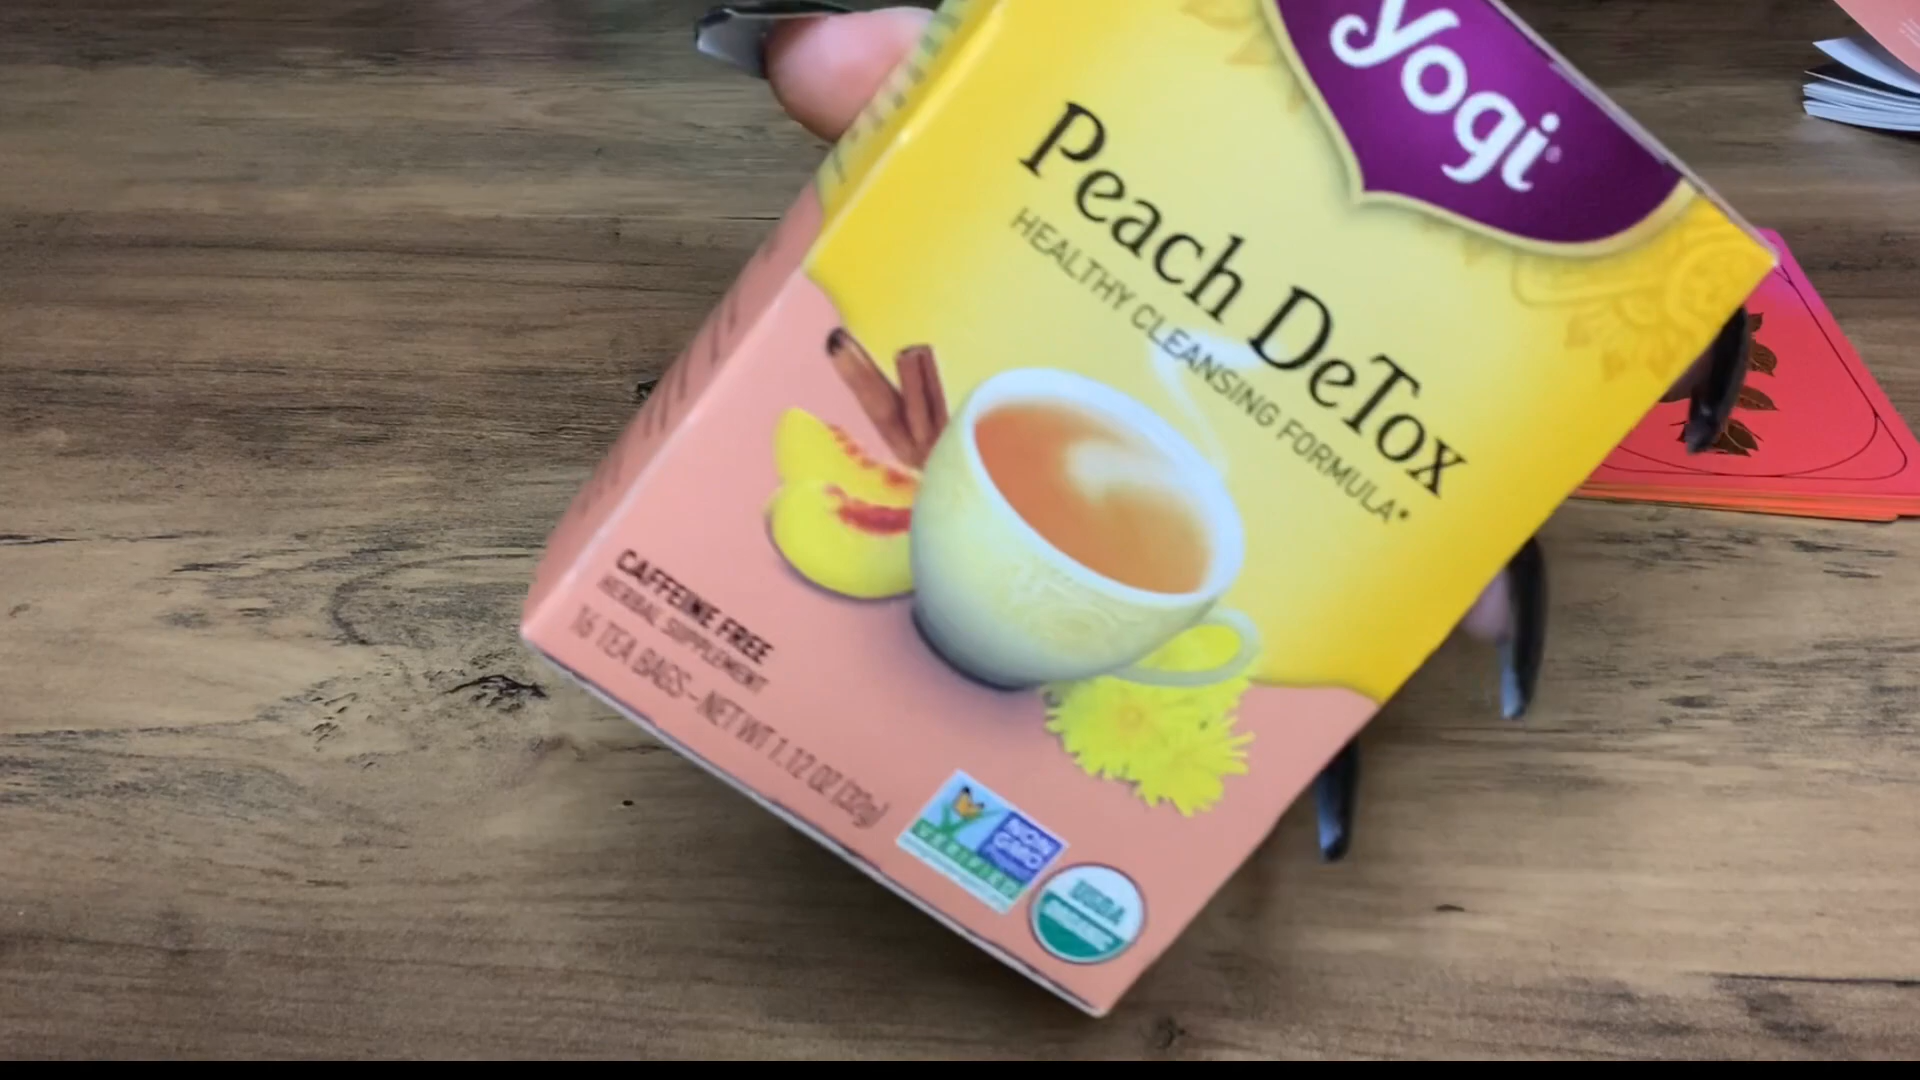 yogi
Peach DeTox
HEALTHY CLEANSING FORMULA*
CAFFEINE FREE
HERBAL SUPPLEMENT
16 TEA BAGS – NET WT 1.12 OZ (32g)
NON
GMO
VERIFIED
USDA
ORGANIC